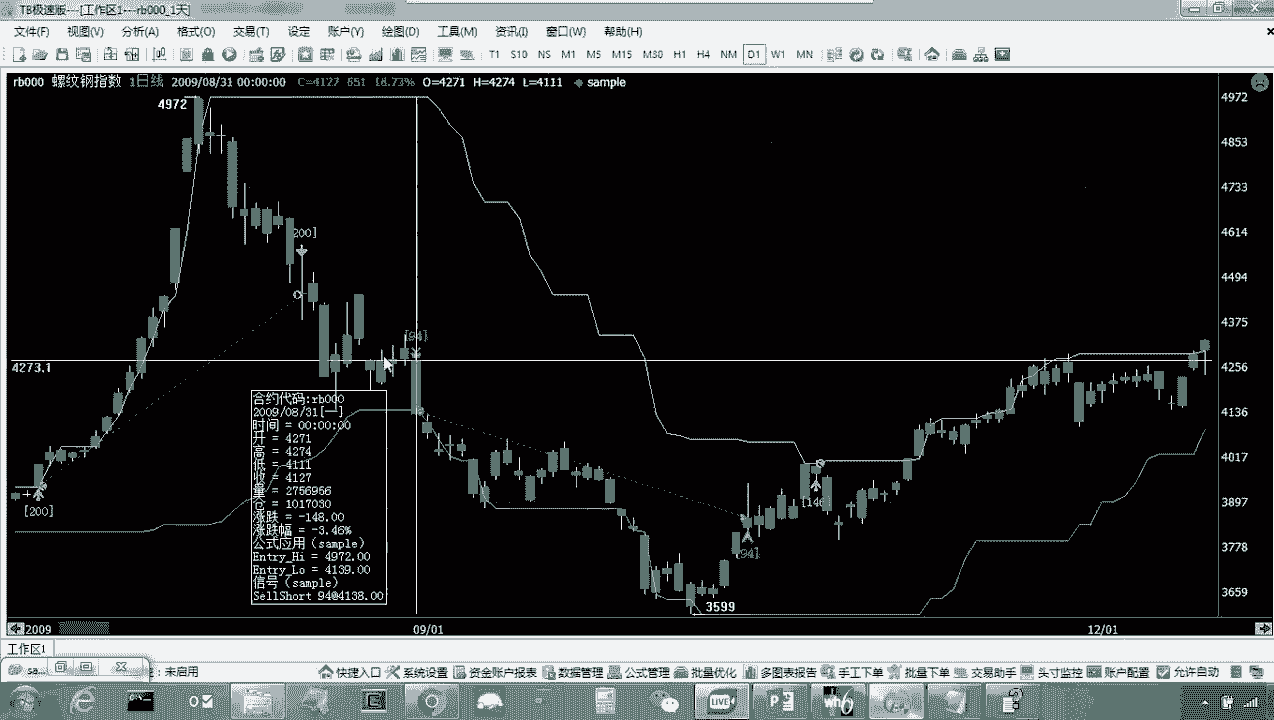 TB极速版---[工作区1---rb000_1天]
文件(F) 视图(V) 分析(A) 格式(O) 交易(T) 设定 账户(Y) 绘图(D) 工具(M) 资讯(I) 窗口(W) 帮助(H)
T1 S10 NS M1 M5 M15 M30 H1 H4 NM D1 W1 MN
rb000 螺纹钢指数 1日线 2009/08/31 00:00:00 O=4271 H=4274 L=4111 sample
4972
4972
4853
4733
4614
4494
4375
4256
4136
4017
3897
3778
3659
[200]
[94]
4273.1
合约代码:rb000
2009/08/31[一]
时间 = 00:00:00
开 = 4271
高 = 4274
低 = 4111
收 = 4127
量 = 2756966
仓 = 1017030
涨跌 = -148.00
涨跌幅 = -3.46%
公式应用（sample）
Entry_Hi = 4972.00
Entry_Lo = 4139.00
信号（sample）
SellShort 94@4138.00
[200]
[146]
[94]
3599
2009 09/01 12/01
工作区1
sa... : 未启用
快捷入口 系统设置 资金账户报表 数据管理 公式管理 批量优化 多图表报告 手工下单 批量下单 交易助手 头寸监控 账户配置 允许自动
LIVE
wh6